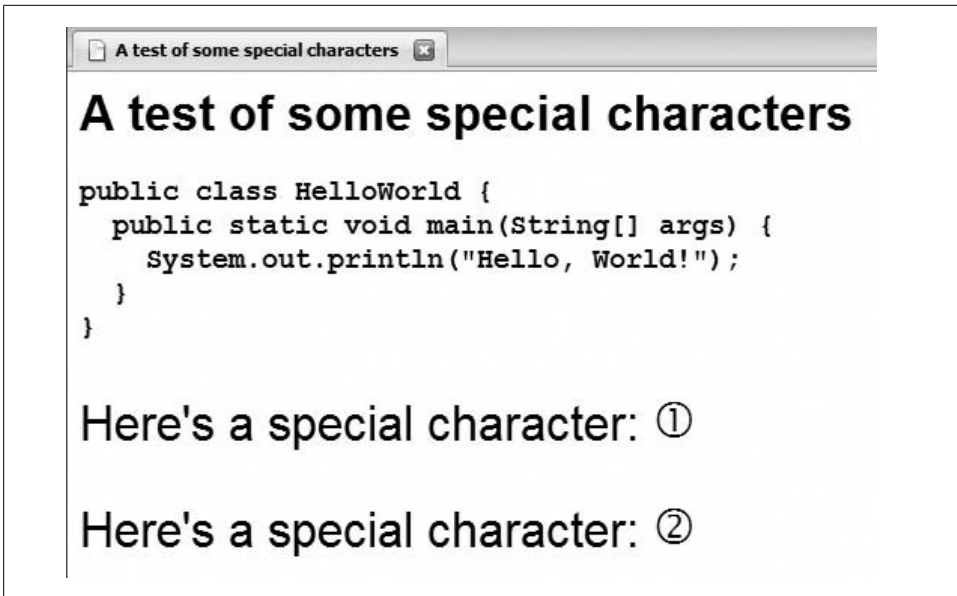 A test of some special characters
A test of some special characters
public class HelloWorld {
  public static void main(String[] args) {
    System.out.println("Hello, World!");
  }
}
Here's a special character: ①
Here's a special character: ②